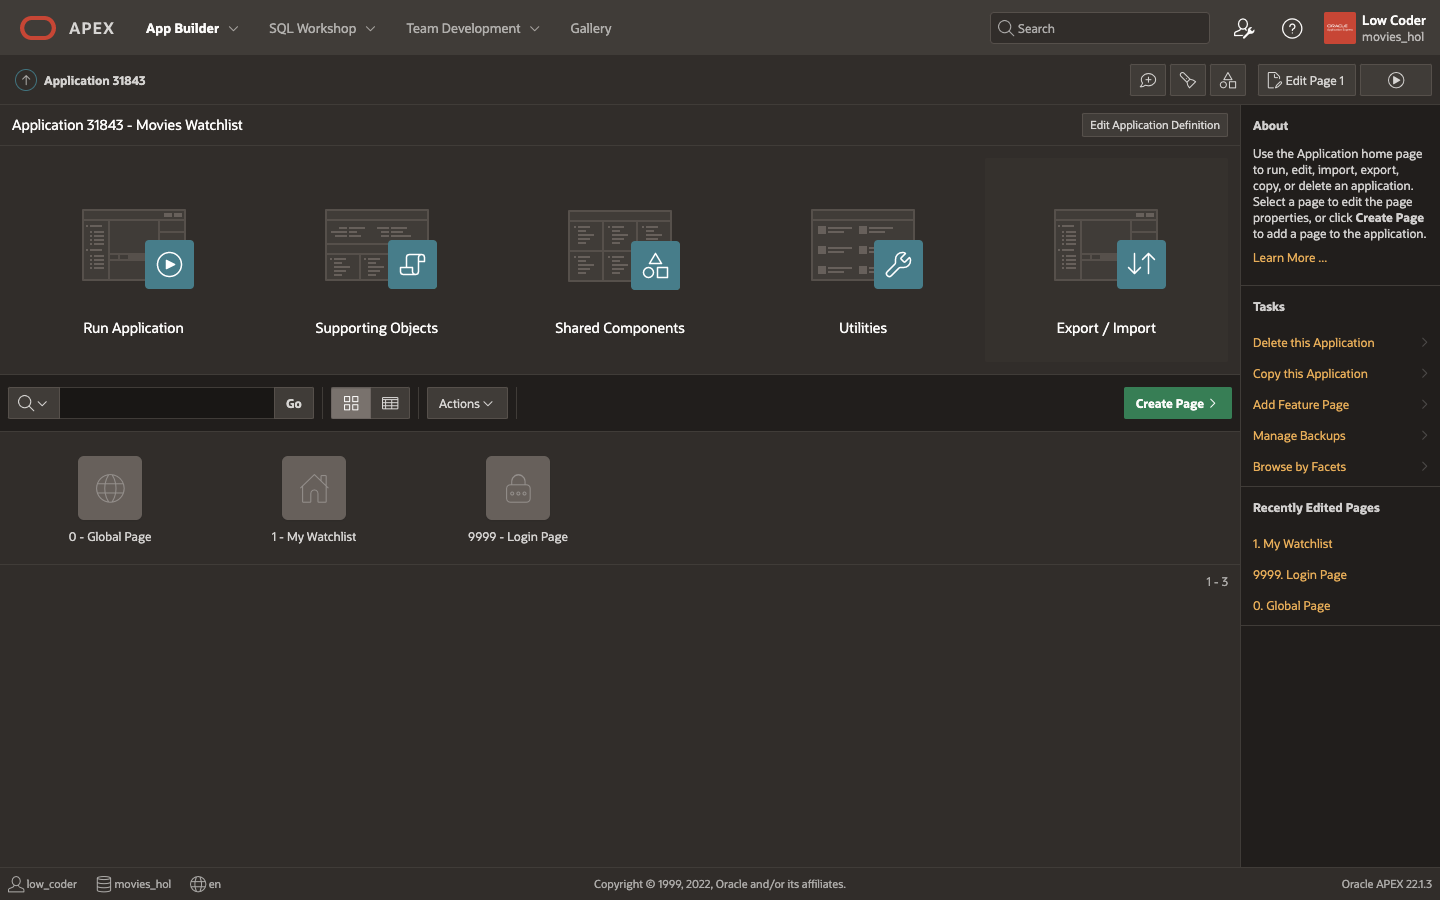 APEX
App Builder
SQL Workshop
Team Development
Gallery
Search
Low Coder
movies_hol
Application 31843
Edit Page 1
Application 31843 - Movies Watchlist
Edit Application Definition
Run Application
Supporting Objects
Shared Components
Utilities
Export / Import
Go
Actions
Create Page
0 - Global Page
1 - My Watchlist
9999 - Login Page
1 - 3
About
Use the Application home page
to run, edit, import, export,
copy, or delete an application.
Select a page to edit the page
properties, or click Create Page
to add a page to the application.
Learn More ...
Tasks
Delete this Application
Copy this Application
Add Feature Page
Manage Backups
Browse by Facets
Recently Edited Pages
1. My Watchlist
9999. Login Page
0. Global Page
low_coder
movies_hol
en
Copyright © 1999, 2022, Oracle and/or its affiliates.
Oracle APEX 22.1.3